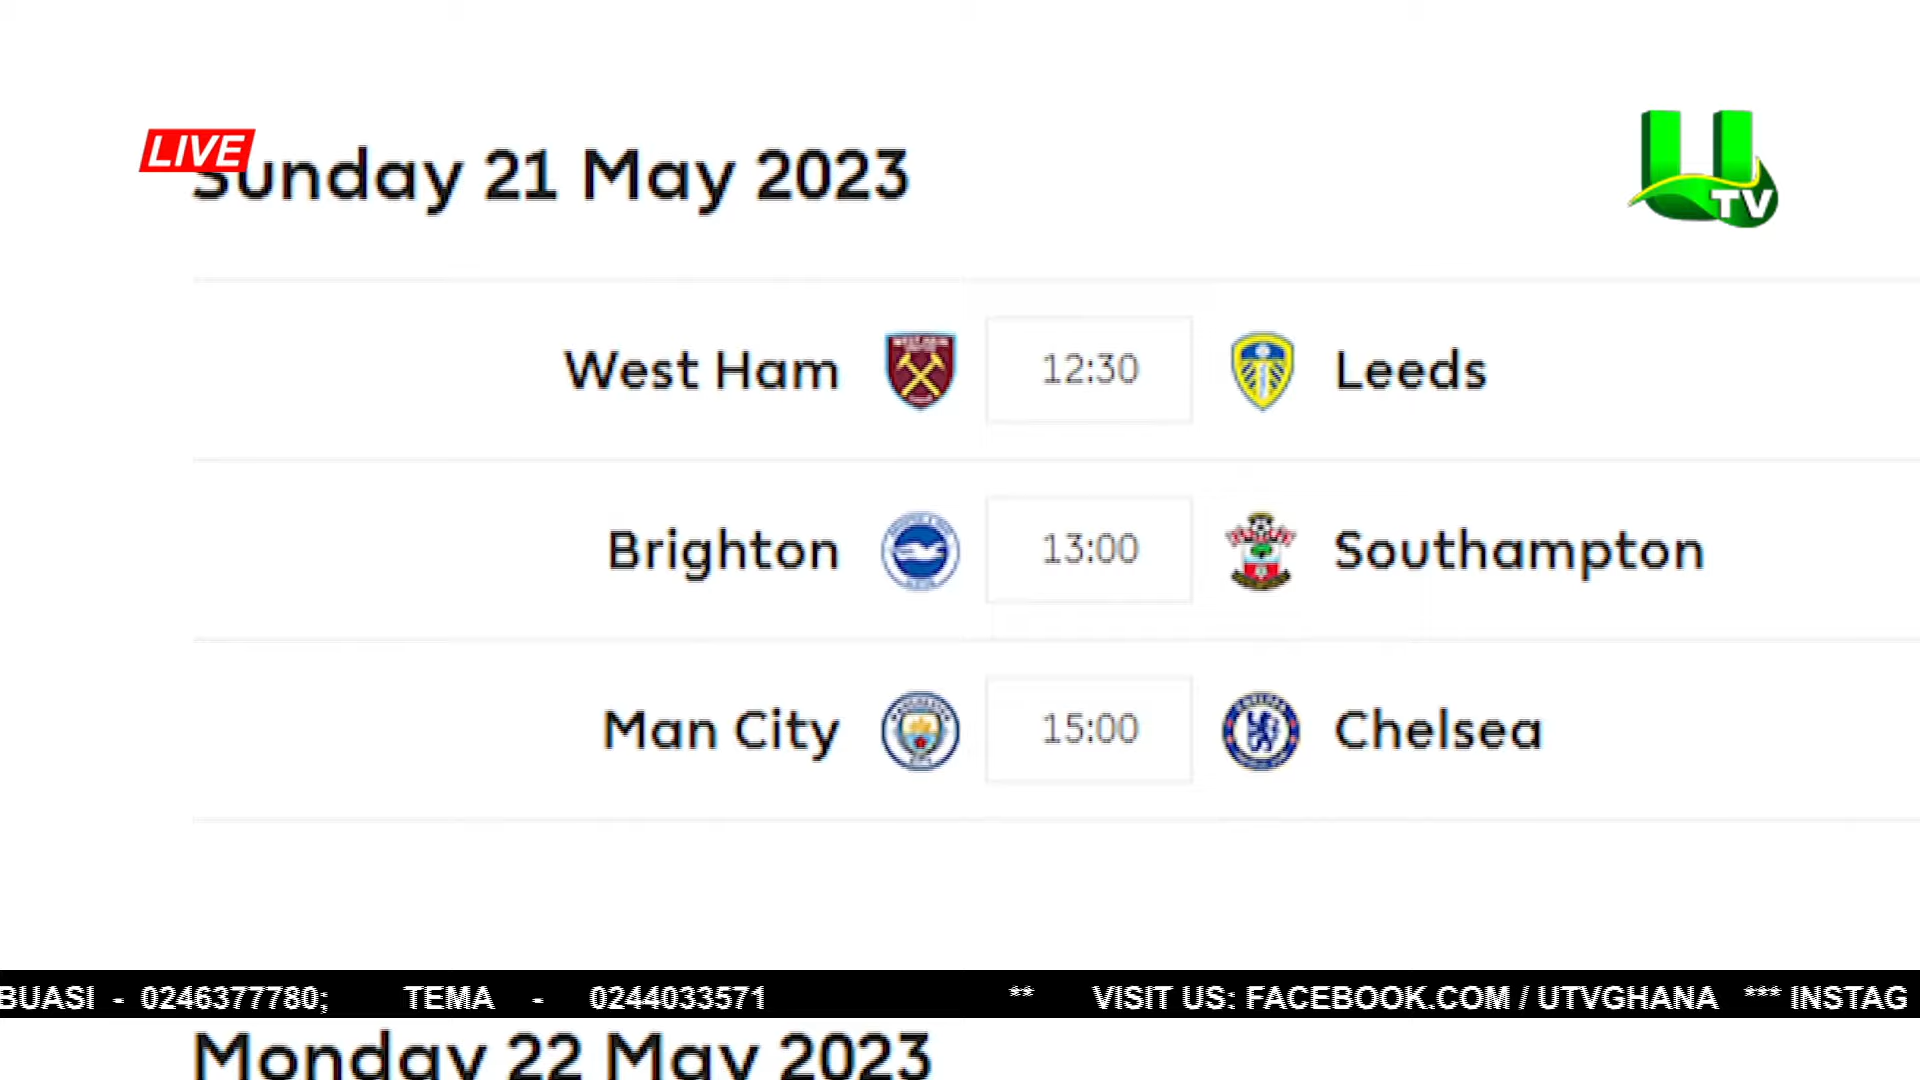 LIVE
Sunday 21 May 2023
TV
West Ham 12:30 Leeds
Brighton 13:00 Southampton
Man City 15:00 Chelsea
BUASI - 0246377780; TEMA - 0244033571 ** VISIT US: FACEBOOK.COM / UTVGHANA *** INSTAG
Monday 22 May 2023